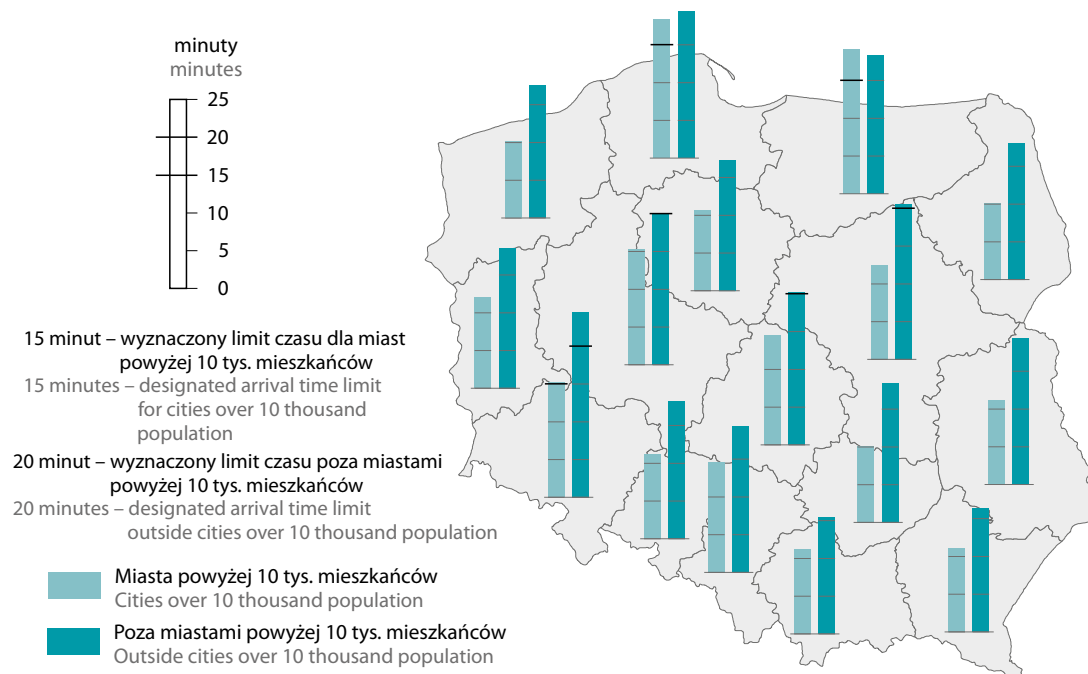 minuty
minutes
25
20
15
10
5
0
15 minut – wyznaczony limit czasu dla miast
powyżej 10 tys. mieszkańców
15 minutes – designated arrival time limit
for cities over 10 thousand
population
20 minut – wyznaczony limit czasu poza miastami
powyżej 10 tys. mieszkańców
20 minutes – designated arrival time limit
outside cities over 10 thousand population
Miasta powyżej 10 tys. mieszkańców
Cities over 10 thousand population
Poza miastami powyżej 10 tys. mieszkańców
Outside cities over 10 thousand population